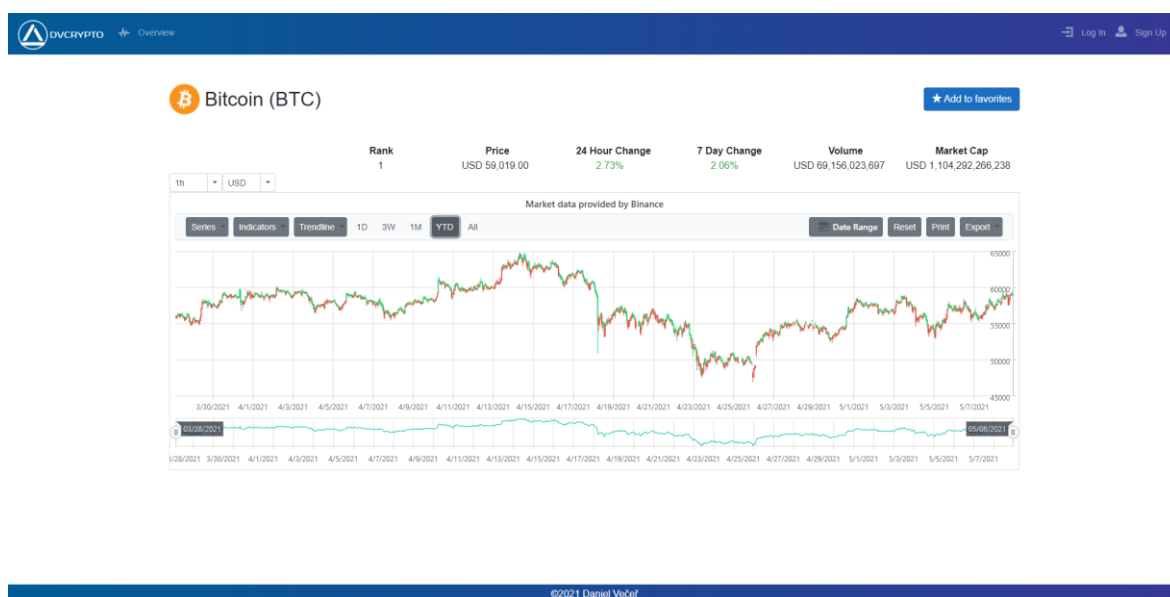 DVCRYPTO Overview Log In Sign Up
Bitcoin (BTC) Add to favorites
Rank Price 24 Hour Change 7 Day Change Volume Market Cap
1 USD 59,019.00 2.73% 2.06% USD 69,156,023,697 USD 1,104,292,266,238
1h USD
Market data provided by Binance
Series Indicators Trendline 1D 3W 1M YTD All Date Range Reset Print Export
65000
60000
55000
50000
45000
3/30/2021 4/1/2021 4/3/2021 4/5/2021 4/7/2021 4/9/2021 4/11/2021 4/13/2021 4/15/2021 4/17/2021 4/19/2021 4/21/2021 4/23/2021 4/25/2021 4/27/2021 4/29/2021 5/1/2021 5/3/2021 5/5/2021 5/7/2021
03/28/2021 05/08/2021
/28/2021 3/30/2021 4/1/2021 4/3/2021 4/5/2021 4/7/2021 4/9/2021 4/11/2021 4/13/2021 4/15/2021 4/17/2021 4/19/2021 4/21/2021 4/23/2021 4/25/2021 4/27/2021 4/29/2021 5/1/2021 5/3/2021 5/5/2021 5/7/2021
©2021 Daniel Večeř